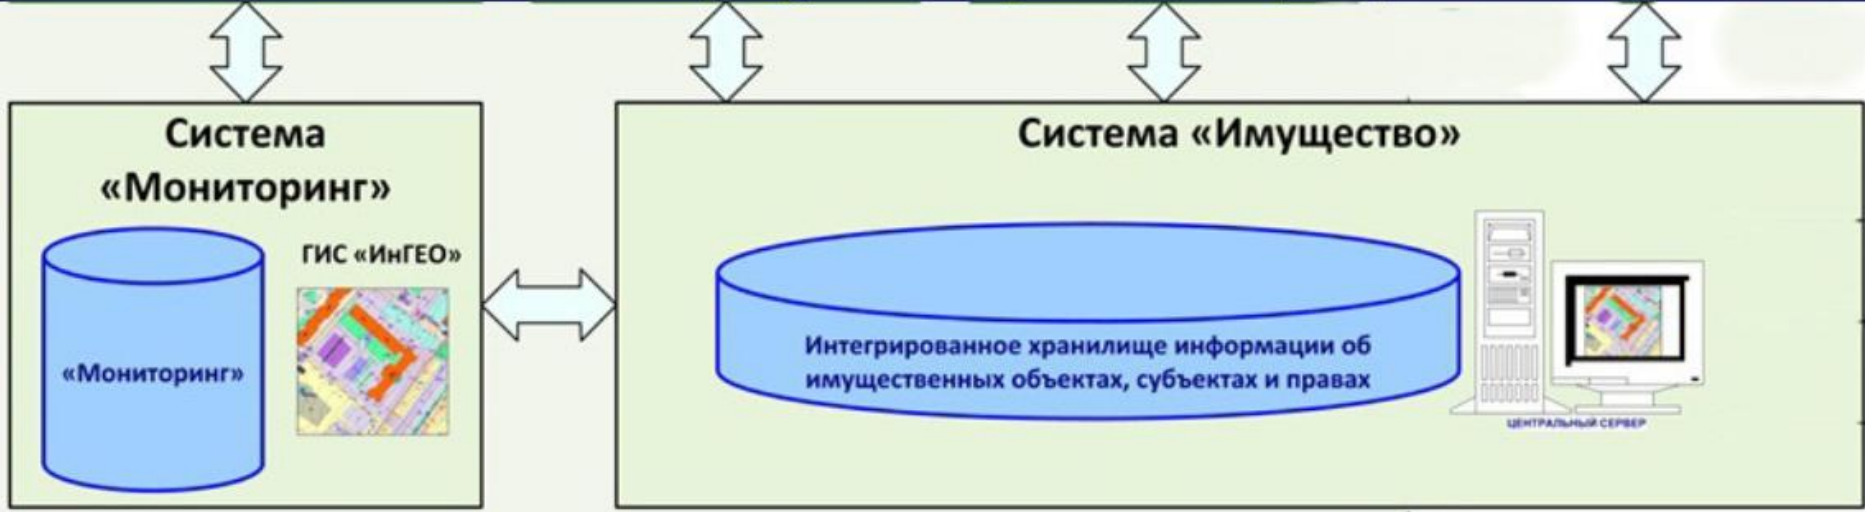 Система
«Мониторинг»
ГИС «ИнГЕО»
«Мониторинг»
Система «Имущество»
Интегрированное хранилище информации об
имущественных объектах, субъектах и правах
ЦЕНТРАЛЬНЫЙ СЕРВЕР